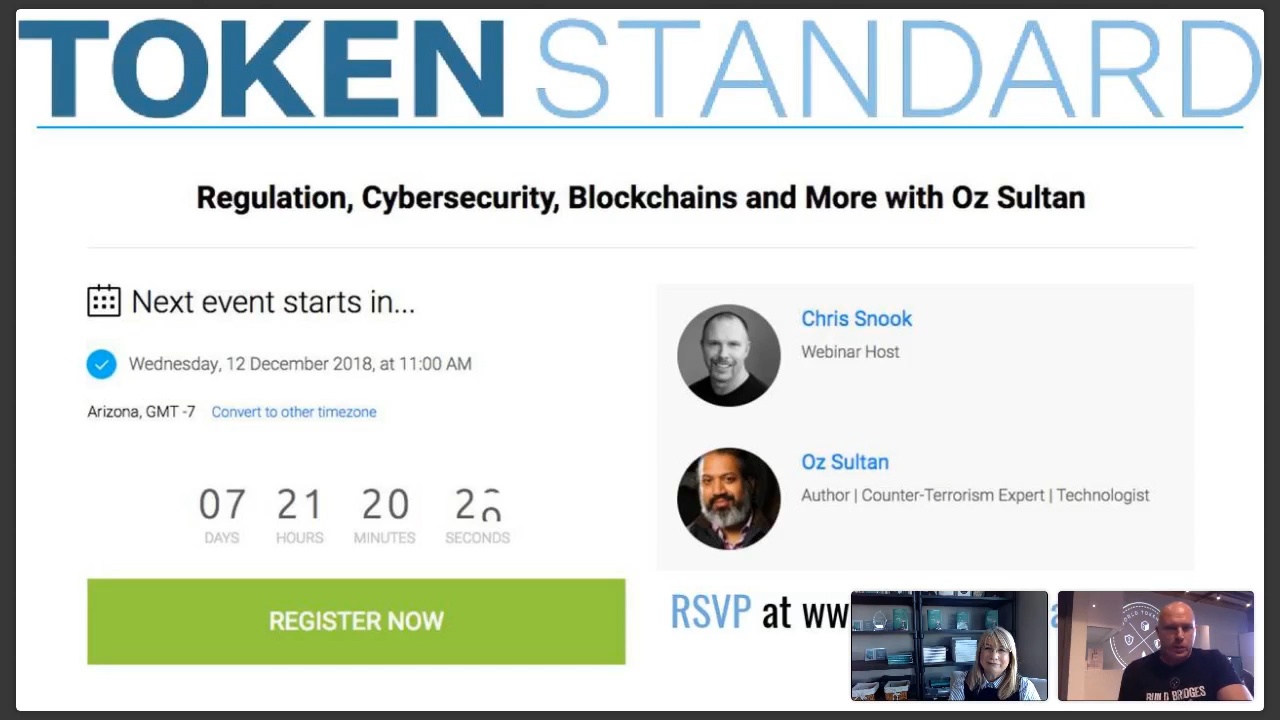 TOKEN STANDARD
Regulation, Cybersecurity, Blockchains and More with Oz Sultan
Next event starts in...
Wednesday, 12 December 2018, at 11:00 AM
Arizona, GMT -7 Convert to other timezone
07 21 20
DAYS HOURS MINUTES SECONDS
REGISTER NOW
Chris Snook
Webinar Host
Oz Sultan
Author | Counter-Terrorism Expert | Technologist
RSVP at ww
BUILD BRIDGES